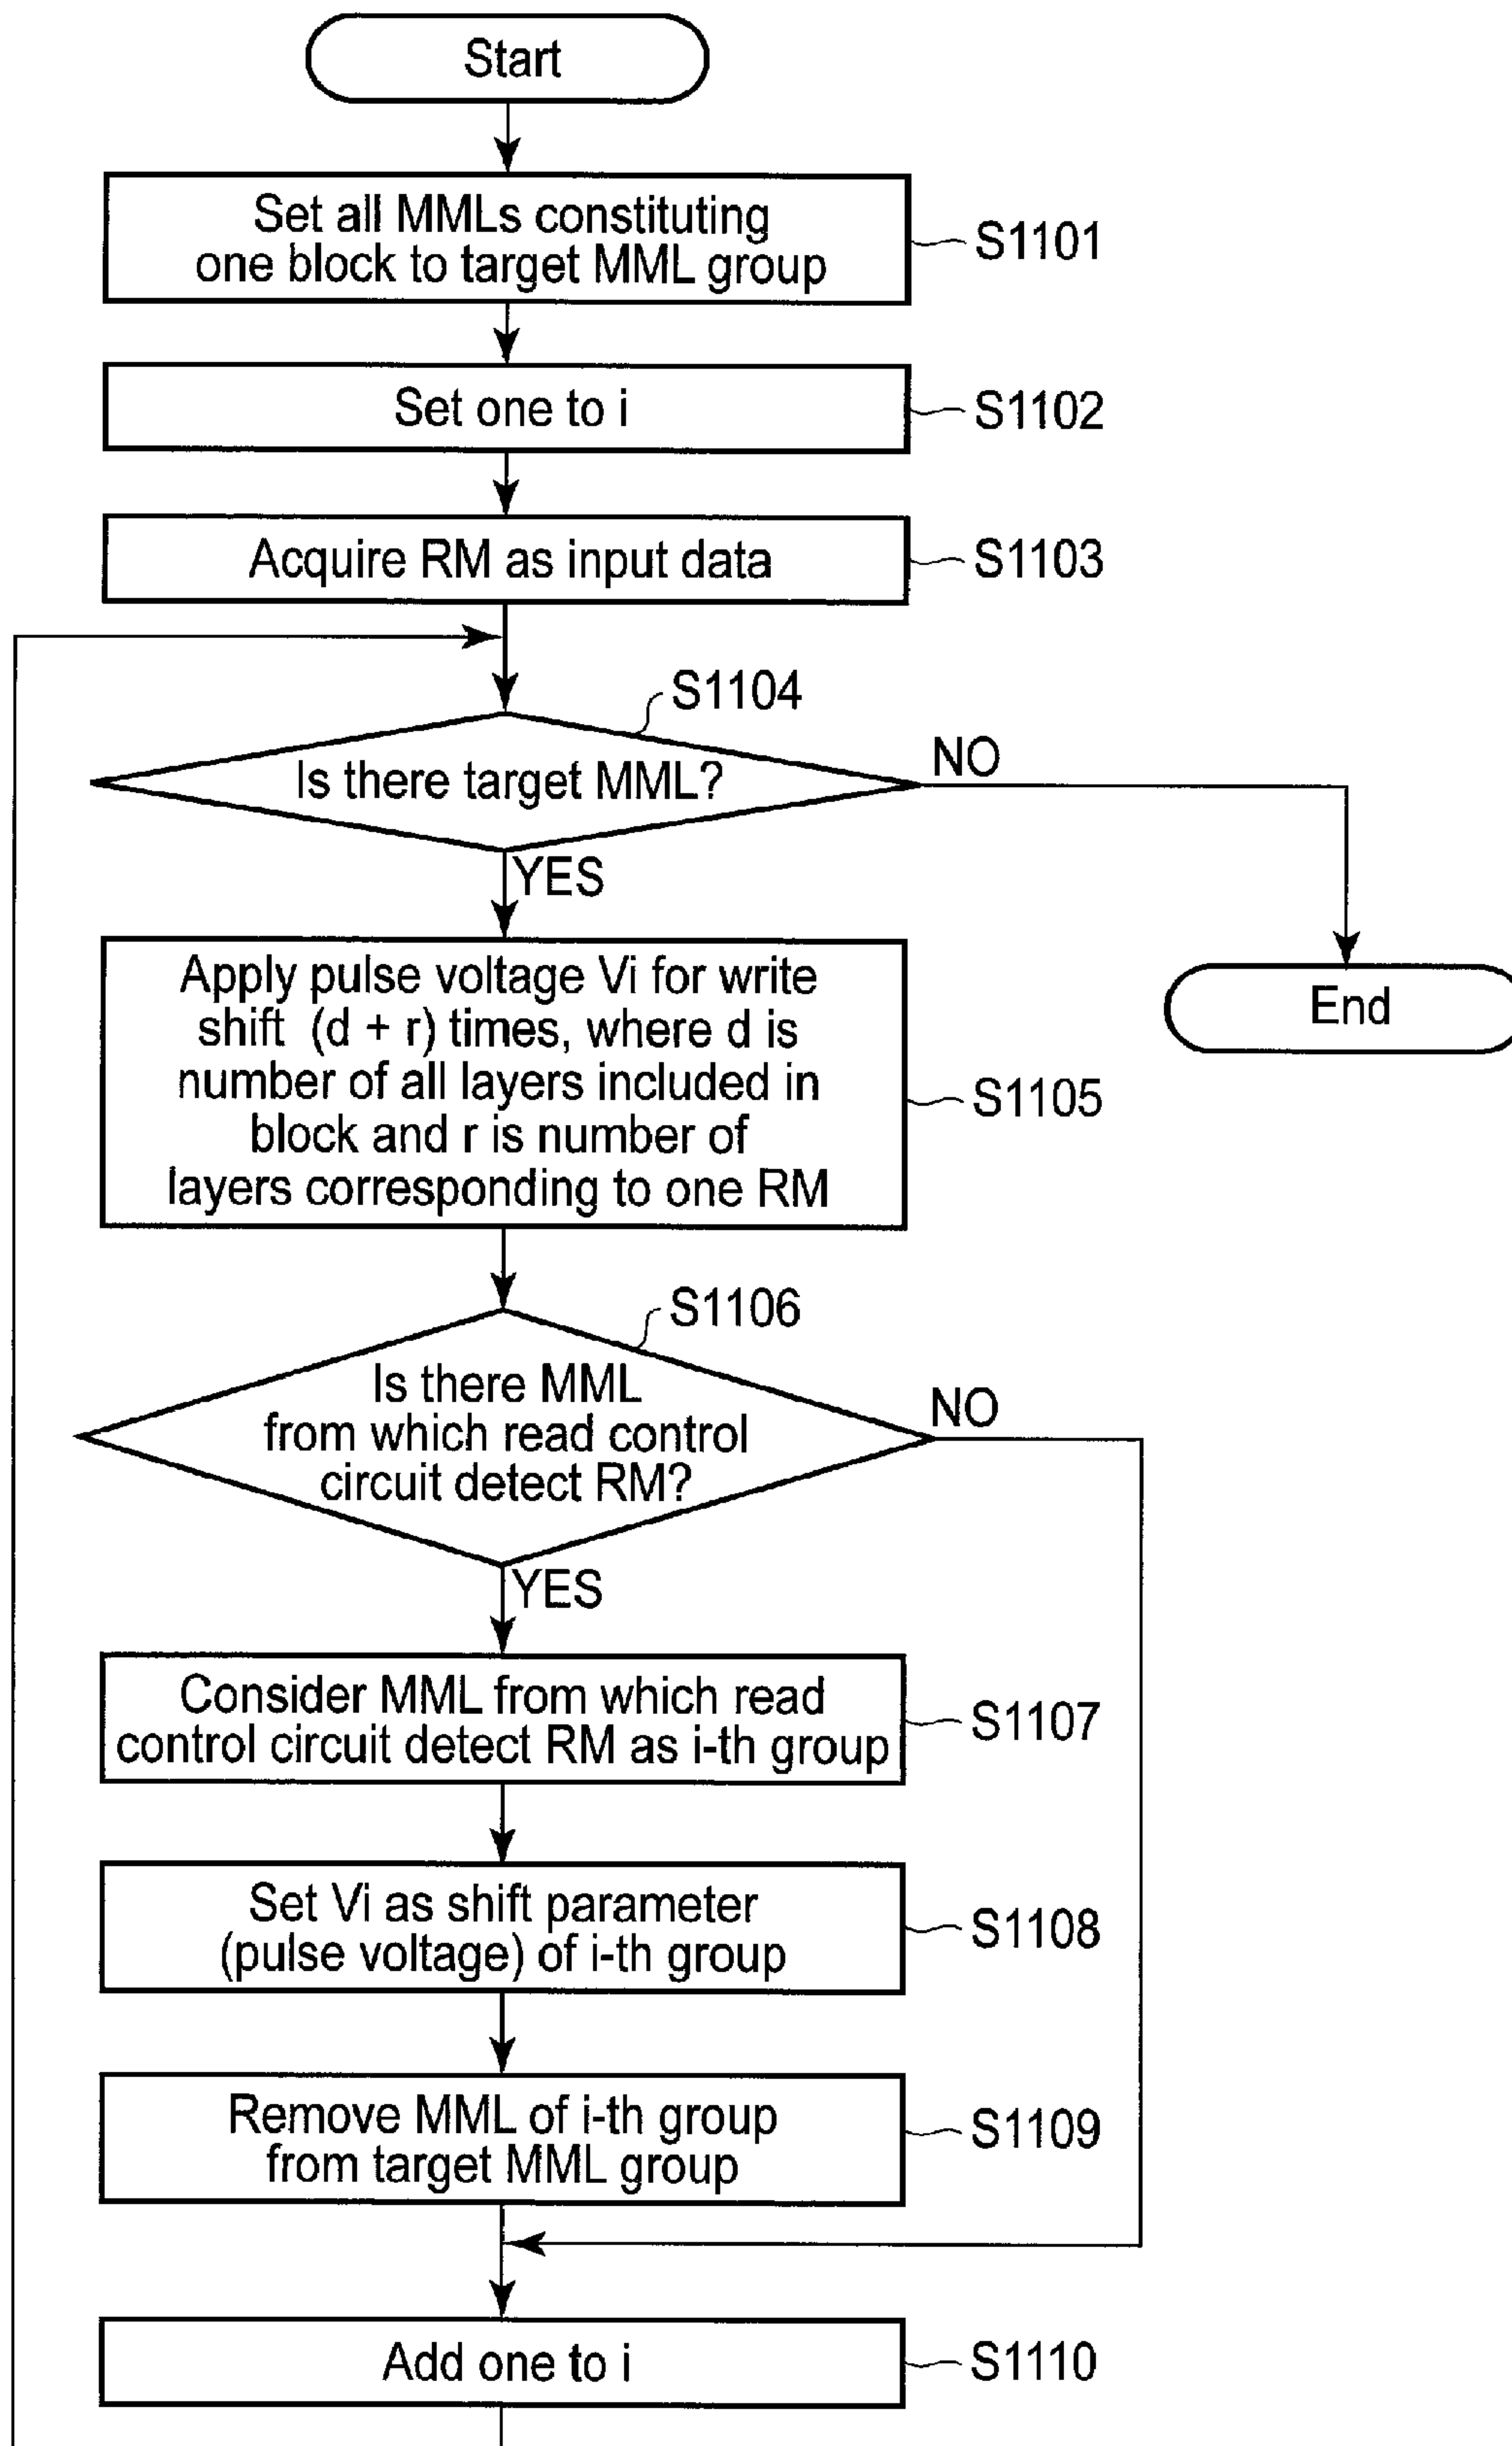 Start
Set all MMLs constituting
one block to target MML group
S1101
Set one to i
S1102
Acquire RM as input data
S1103
S1104
Is there target MML?
NO
YES
End
Apply pulse voltage Vi for write
shift (d + r) times, where d is
number of all layers included in
block and r is number of
layers corresponding to one RM
S1105
S1106
Is there MML
from which read control
circuit detect RM?
NO
YES
Consider MML from which read
control circuit detect RM as i-th group
S1107
Set Vi as shift parameter
(pulse voltage) of i-th group
S1108
Remove MML of i-th group
from target MML group
S1109
Add one to i
S1110